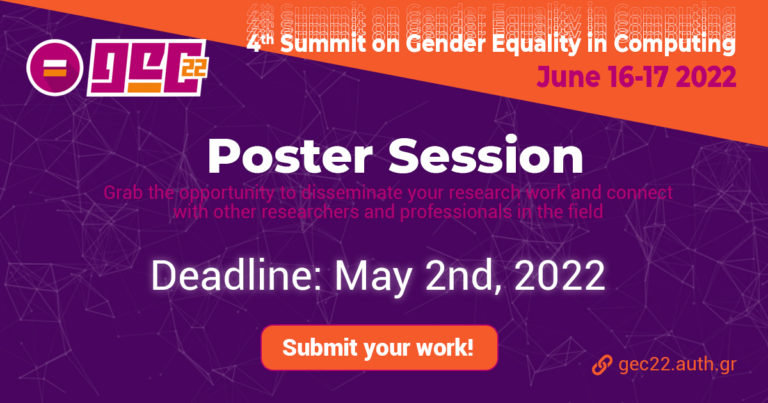 gec22
4th Summit on Gender Equality in Computing
June 16-17 2022
Poster Session
Grab the opportunity to disseminate your research work and connect
with other researchers and professionals in the field
Deadline: May 2nd, 2022
Submit your work!
gec22.auth.gr